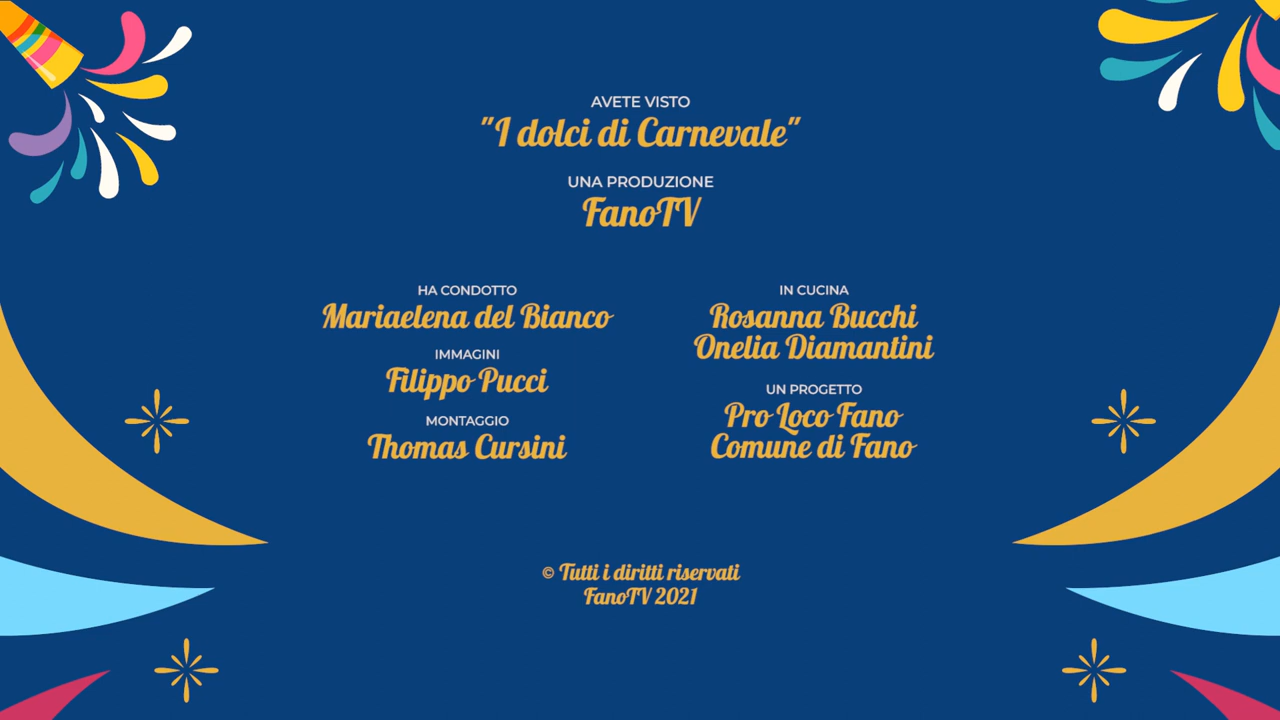 AVETE VISTO
"I dolci di Carnevale"
UNA PRODUZIONE
FanoTV
HA CONDOTTO
Mariaelena del Bianco
IMMAGINI
Filippo Pucci
MONTAGGIO
Thomas Cursini
IN CUCINA
Rosanna Bucchi
Onelia Diamantini
UN PROGETTO
Pro Loco Fano
Comune di Fano
© Tutti i diritti riservati
FanoTV 2021